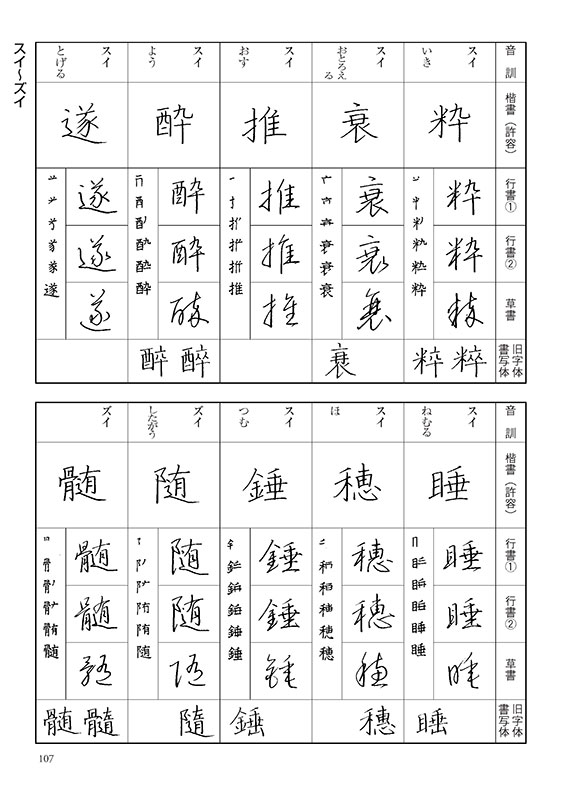 スイ〜ズイ
音 訓
楷書（許容）
行書①
行書②
草書
旧字体
書写体
スイ
いき
粋
粋
粋
粋
粋 粹
スイ
おとろえる
衰
衰
衰
衰
衰
スイ
おす
推
推
推
推
スイ
よう
酔
酔
酔
酔
酔 醉
スイ
とげる
遂
遂
遂
遂
音 訓
楷書（許容）
行書①
行書②
草書
旧字体
書写体
スイ
ねむる
睡
睡
睡
睡
睡
スイ
ほ
穂
穂
穂
穂
穗
スイ
つむ
錘
錘
錘
錘
錘
ズイ
したがう
随
随
随
随
隨
ズイ
髄
髄
髄
髄
髄 髓
107